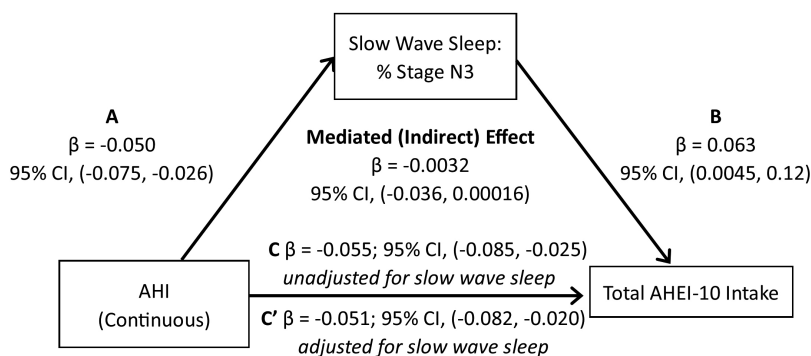 Slow Wave Sleep:
% Stage N3
A
β = -0.050
95% CI, (-0.075, -0.026)
Mediated (Indirect) Effect
β = -0.0032
95% CI, (-0.036, 0.00016)
B
β = 0.063
95% CI, (0.0045, 0.12)
AHI
(Continuous)
C β = -0.055; 95% CI, (-0.085, -0.025)
unadjusted for slow wave sleep
C’ β = -0.051; 95% CI, (-0.082, -0.020)
adjusted for slow wave sleep
Total AHEI-10 Intake